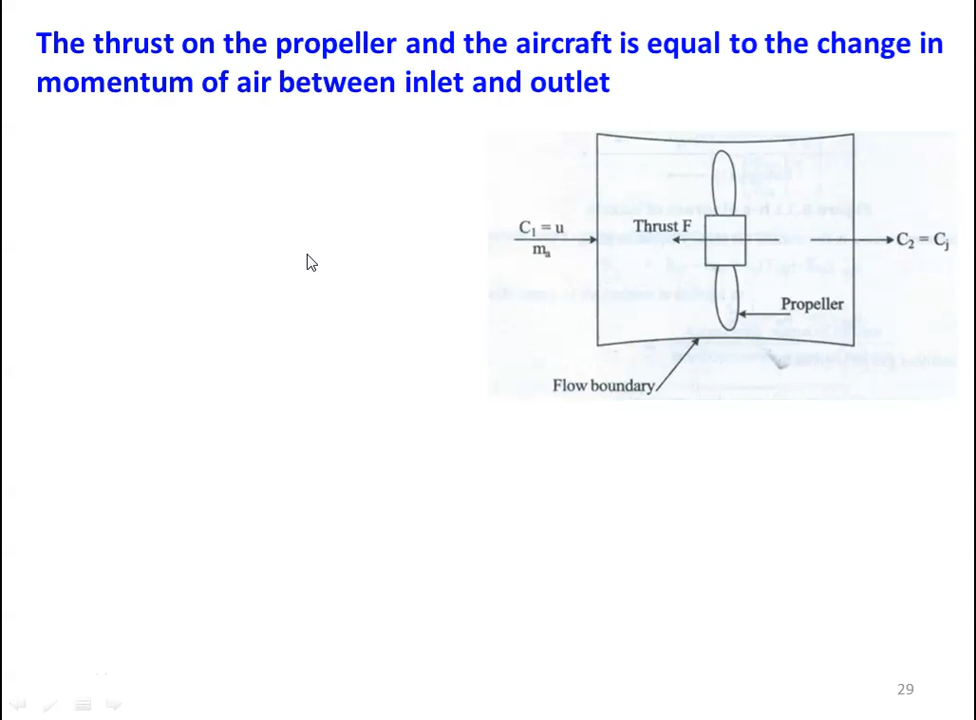 The thrust on the propeller and the aircraft is equal to the change in
momentum of air between inlet and outlet
C₁ = u
mₐ
Thrust F
C₂ = Cⱼ
Propeller
Flow boundary
29